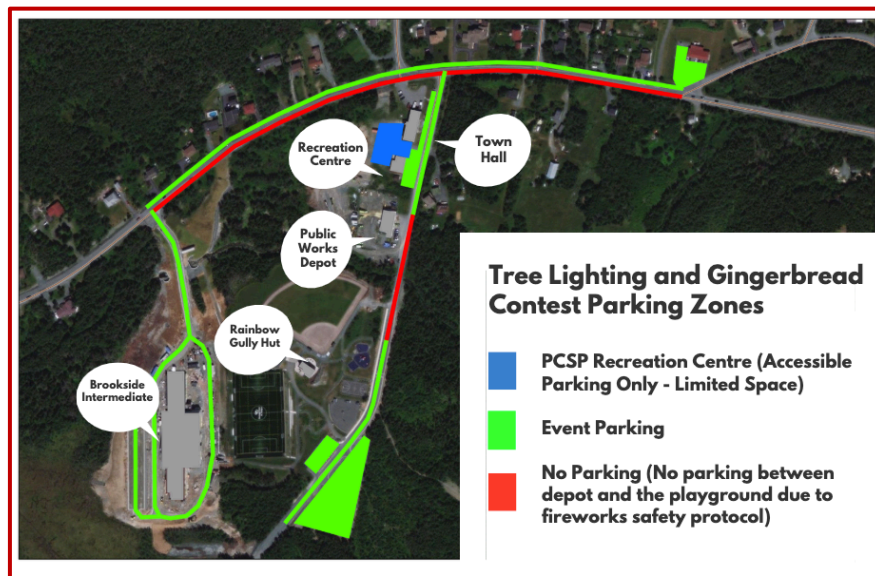 Recreation
Centre
Town
Hall
Public
Works
Depot
Rainbow
Gully Hut
Brookside
Intermediate
Tree Lighting and Gingerbread
Contest Parking Zones
PCSP Recreation Centre (Accessible
Parking Only - Limited Space)
Event Parking
No Parking (No parking between
depot and the playground due to
fireworks safety protocol)